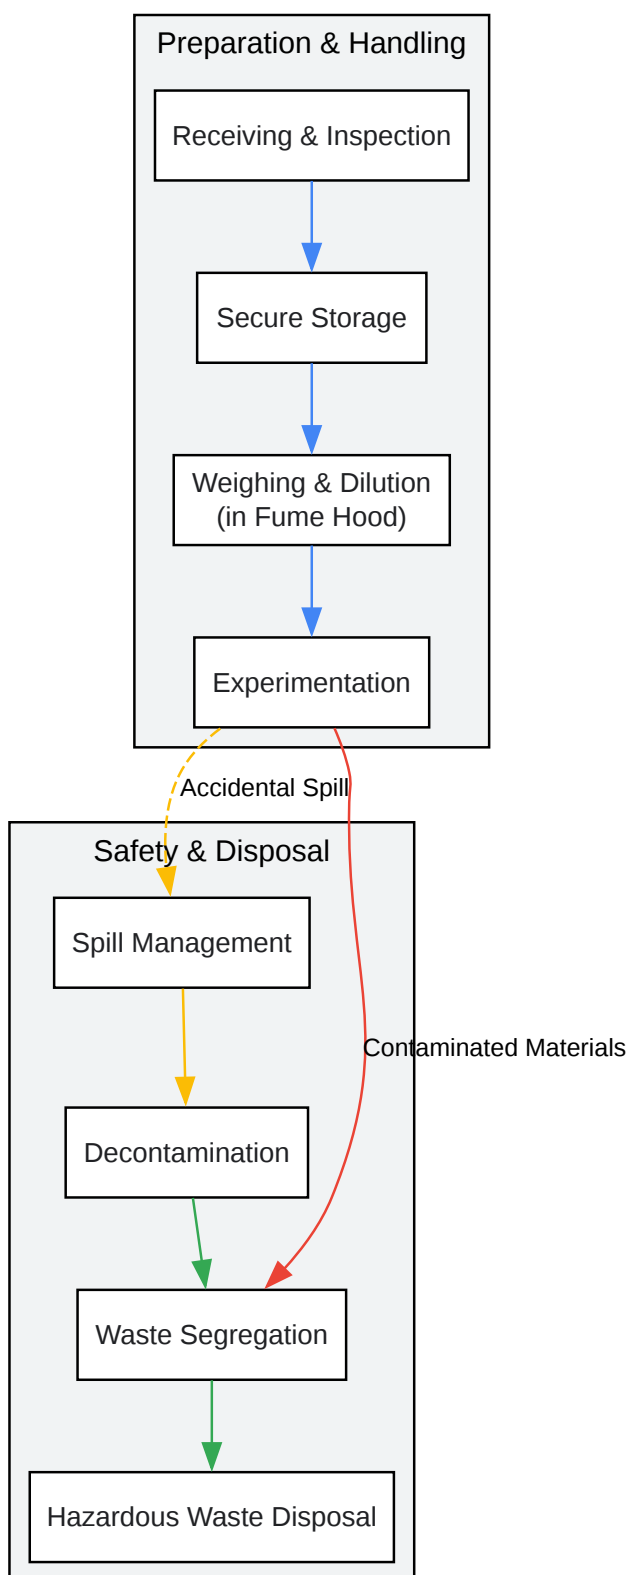 Preparation & Handling
Receiving & Inspection
Secure Storage
Weighing & Dilution
(in Fume Hood)
Experimentation
Accidental Spill
Safety & Disposal
Spill Management
Contaminated Materials
Decontamination
Waste Segregation
Hazardous Waste Disposal